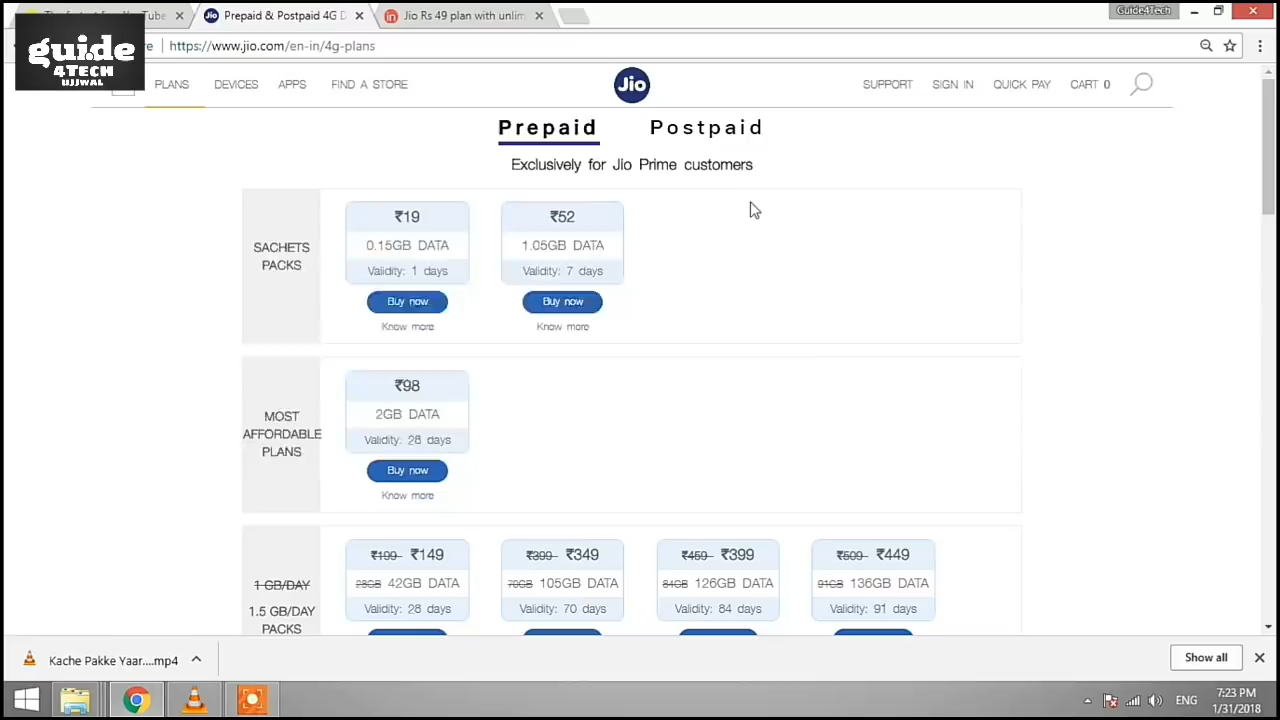 Prepaid & Postpaid 4G D
Jio Rs 49 plan with unlim
Guide4Tech
guide
4TECH
UJJWAL
https://www.jio.com/en-in/4g-plans
PLANS DEVICES APPS FIND A STORE Jio SUPPORT SIGN IN QUICK PAY CART 0
Prepaid Postpaid
Exclusively for Jio Prime customers
SACHETS
PACKS
₹19 ₹52
0.15GB DATA 1.05GB DATA
Validity: 1 days Validity: 7 days
Buy now Buy now
Know more Know more
MOST
AFFORDABLE
PLANS
₹98
2GB DATA
Validity: 28 days
Buy now
Know more
1 GB/DAY
1.5 GB/DAY
PACKS
₹199 ₹149 ₹399 ₹349 ₹459 ₹399 ₹509 ₹449
28GB 42GB DATA 70GB 105GB DATA 84GB 126GB DATA 91GB 136GB DATA
Validity: 28 days Validity: 70 days Validity: 84 days Validity: 91 days
Kache Pakke Yaar....mp4
Show all
ENG
7:23 PM
1/31/2018